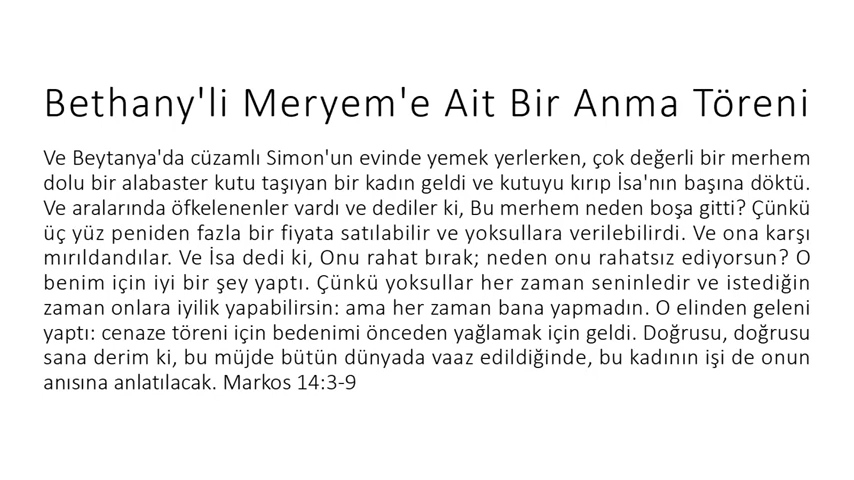 Bethany'li Meryem'e Ait Bir Anma Töreni
Ve Beytanya'da cüzamlı Simon'un evinde yemek yerlerken, çok değerli bir merhem
dolu bir alabaster kutu taşıyan bir kadın geldi ve kutuyu kırıp İsa'nın başına döktü.
Ve aralarında öfkelenenler vardı ve dediler ki, Bu merhem neden boşa gitti? Çünkü
üç yüz peniden fazla bir fiyata satılabilir ve yoksullara verilebilirdi. Ve ona karşı
mırıldandılar. Ve İsa dedi ki, Onu rahat bırak; neden onu rahatsız ediyorsun? O
benim için iyi bir şey yaptı. Çünkü yoksullar her zaman seninledir ve istediğin
zaman onlara iyilik yapabilirsin: ama her zaman bana yapmadın. O elinden geleni
yaptı: cenaze töreni için bedenimi önceden yağlamak için geldi. Doğrusu, doğrusu
sana derim ki, bu müjde bütün dünyada vaaz edildiğinde, bu kadının işi de onun
anısına anlatılacak. Markos 14:3-9